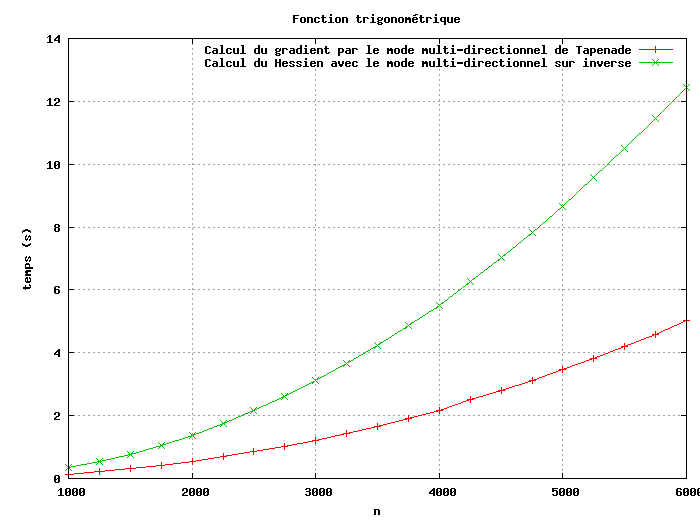 Fonction trigonométrique
Calcul du gradient par le mode multi-directionnel de Tapenade
Calcul du Hessien avec le mode multi-directionnel sur inverse
14
12
10
8
6
4
2
0
temps (s)
1000 2000 3000 4000 5000 6000
n